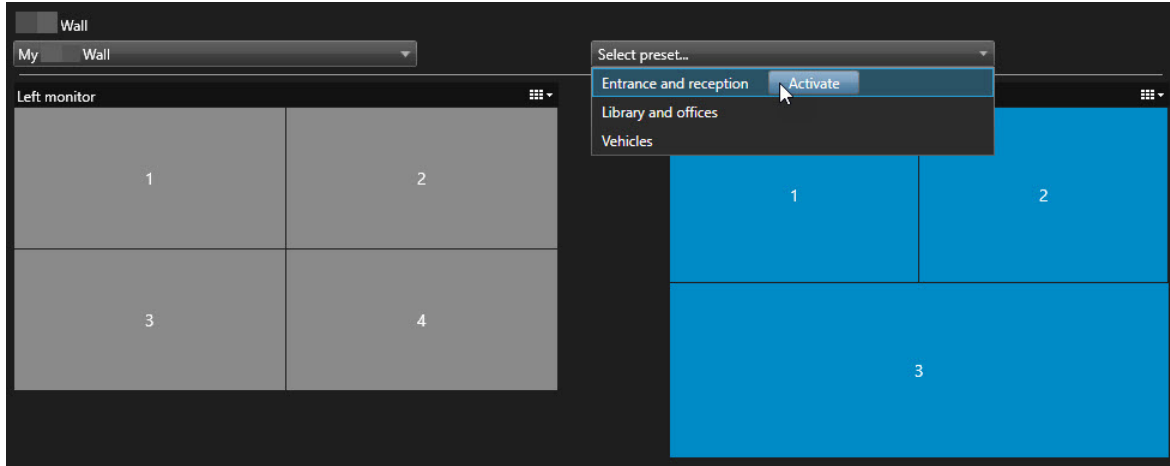 Wall
My Wall
Select preset...
Entrance and reception Activate
Library and offices
Vehicles
Left monitor
1 2
3 4
1 2
3